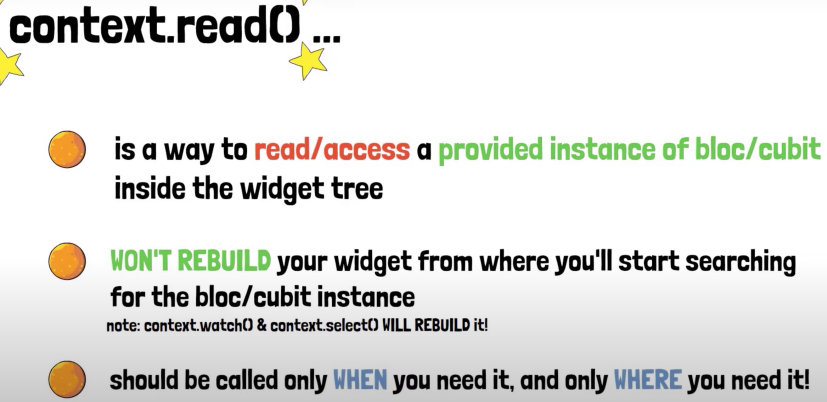 context.read() ...
is a way to read/access a provided instance of bloc/cubit
inside the widget tree
WON'T REBUILD your widget from where you'll start searching
for the bloc/cubit instance
note: context.watch() & context.select() WILL REBUILD it!
should be called only WHEN you need it, and only WHERE you need it!